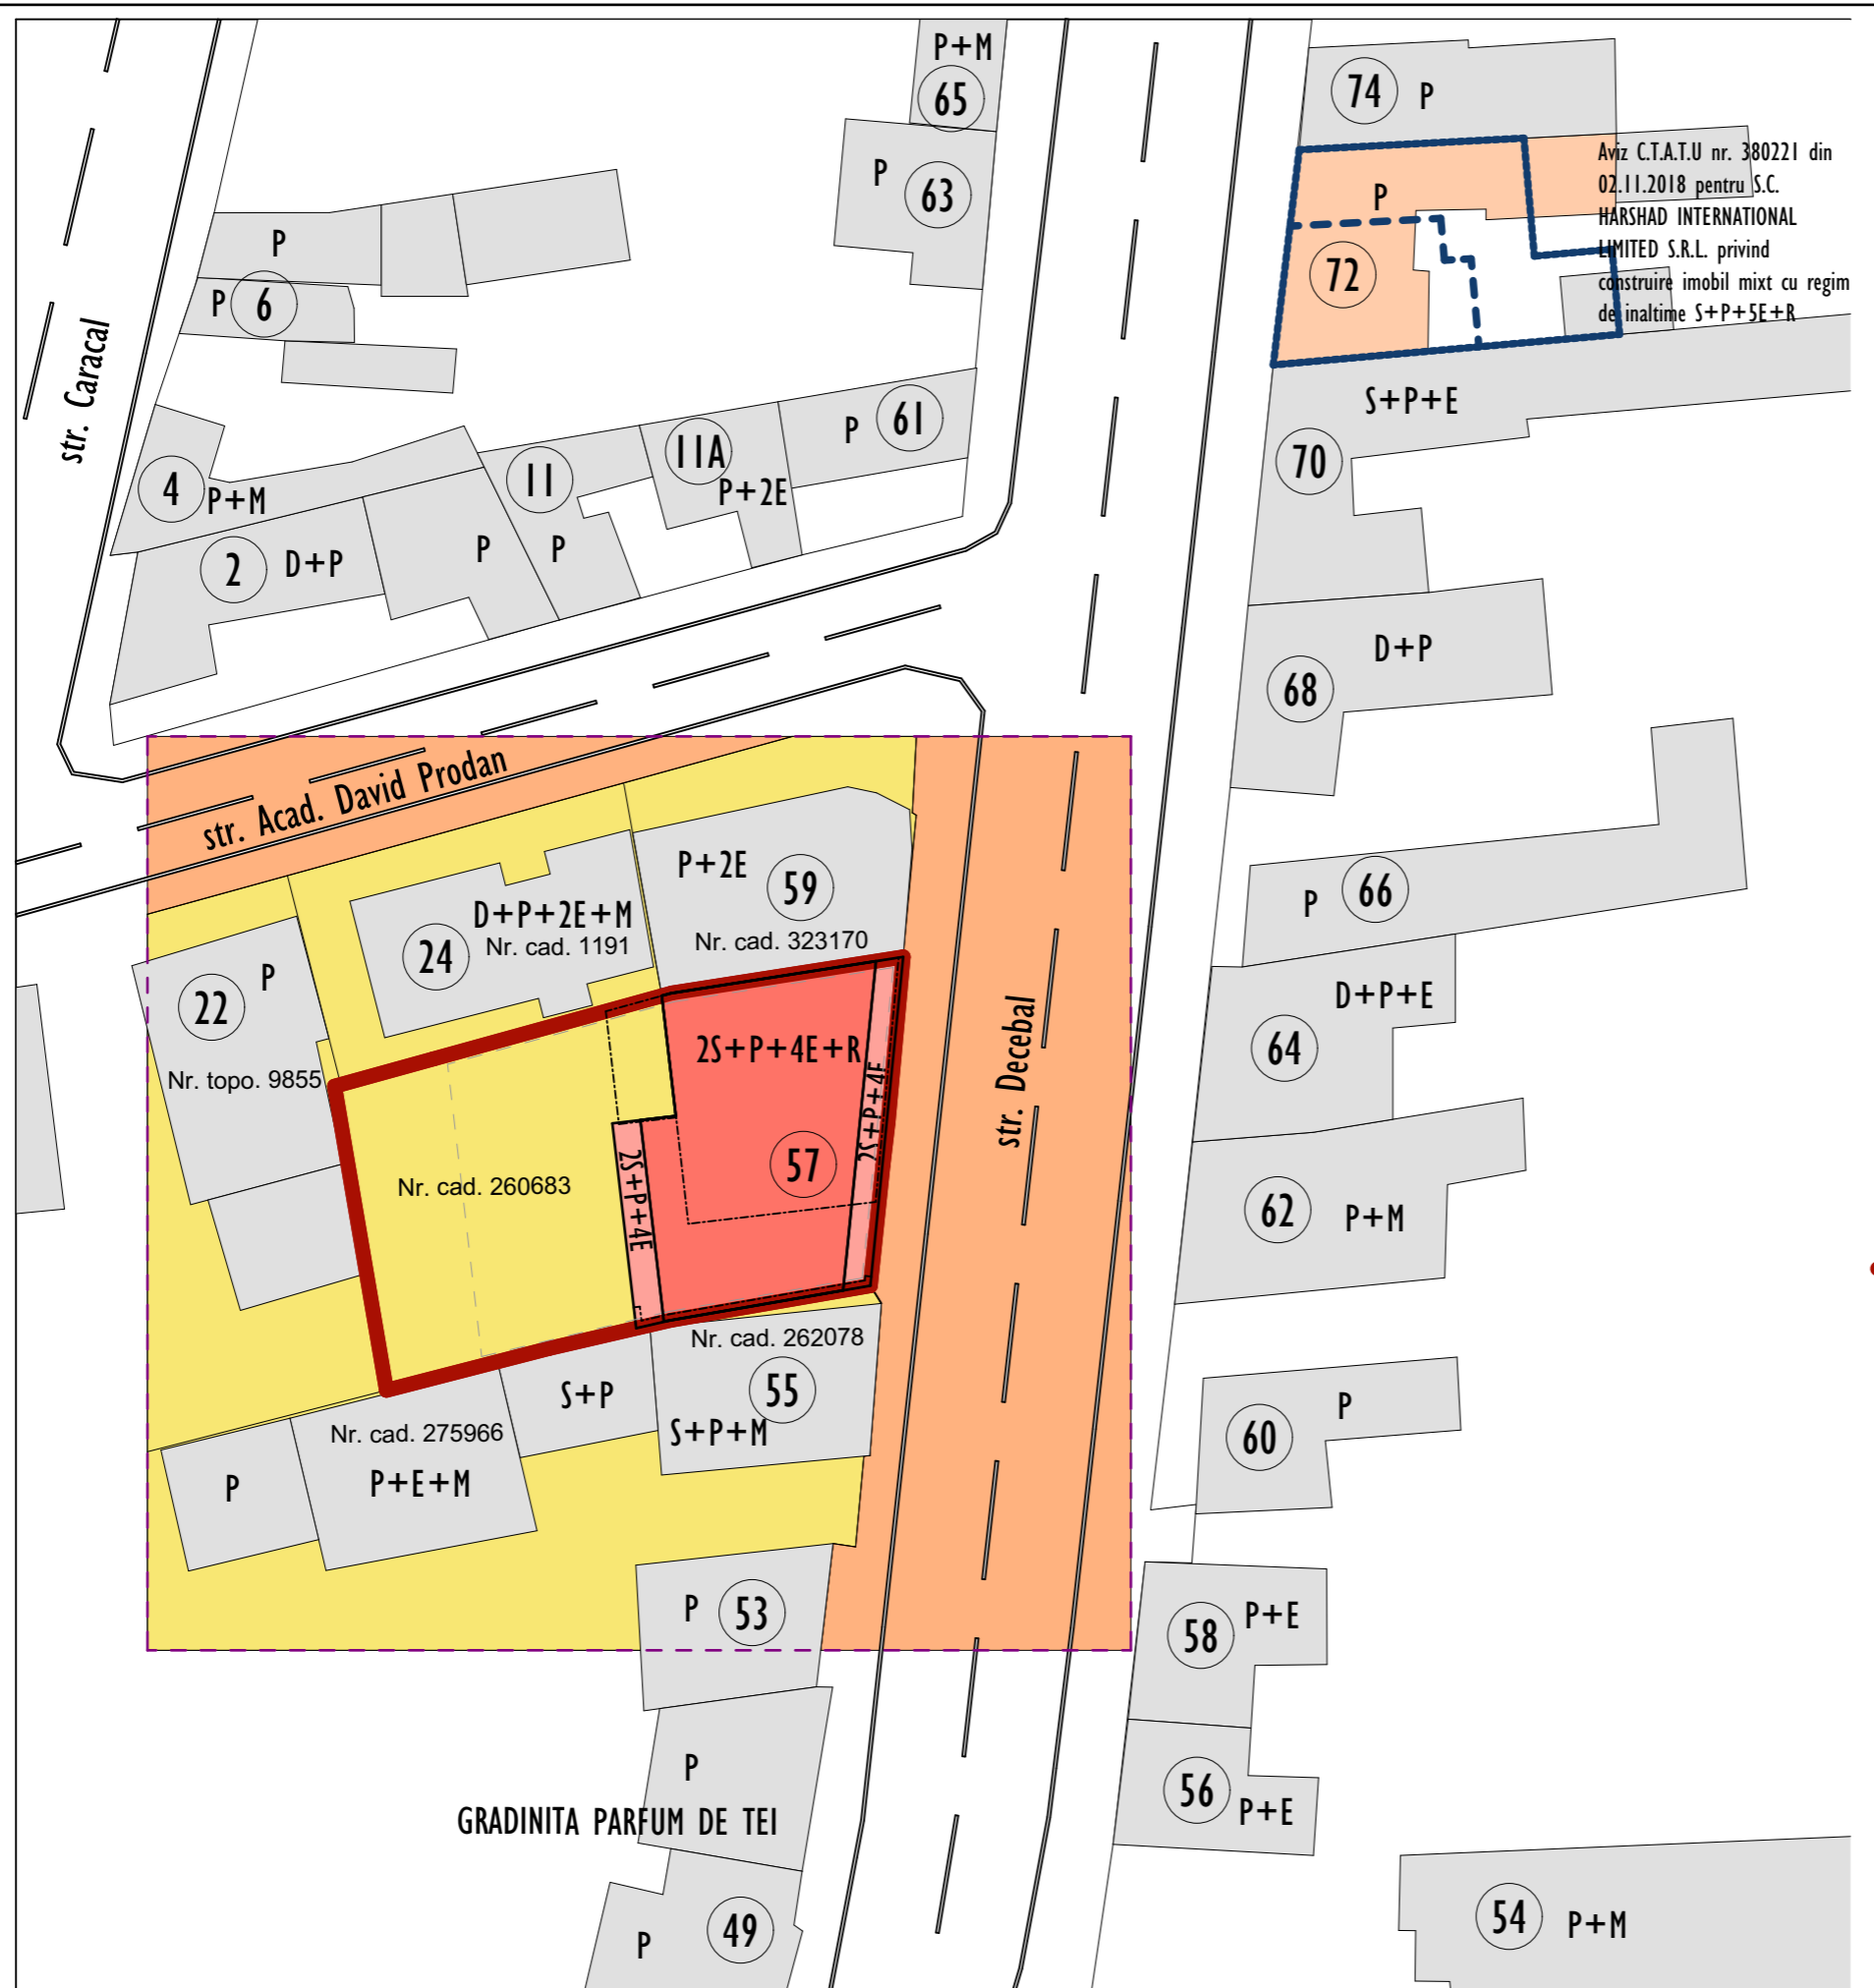 P+M
65
74
P
P
63
Aviz C.T.A.T.U nr. 380221 din
02.11.2018 pentru S.C.
HARSHAD INTERNATIONAL
LIMITED S.R.L. privind
construire imobil mixt cu regim
de inaltime S+P+5E+R
P
72
P
P
6
str. Caracal
S+P+E
70
P
61
11A
P+2E
11
P
4
P+M
2
D+P
P
D+P
68
str. Acad. David Prodan
P+2E
59
Nr. cad. 323170
D+P+2E+M
24
Nr. cad. 1191
P
66
22
P
Nr. topo. 9855
D+P+E
64
str. Decebal
2S+P+4E+R
2S+P+4E
57
2S+P+4E
Nr. cad. 260683
62
P+M
Nr. cad. 262078
55
S+P+M
S+P
Nr. cad. 275966
P+E+M
P
P
60
P
53
58
P+E
P
56
P+E
GRADINITA PARFUM DE TEI
49
P
54
P+M